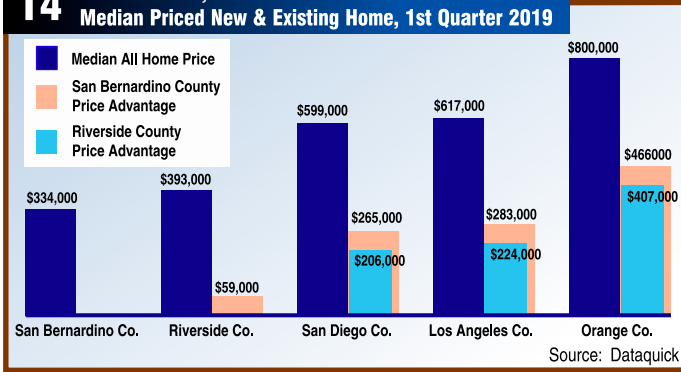 14
Median Priced New & Existing Home, 1st Quarter 2019
Median All Home Price
San Bernardino County
Price Advantage
Riverside County
Price Advantage
$334,000
$393,000
$59,000
$599,000
$265,000
$206,000
$617,000
$283,000
$224,000
$800,000
$466000
$407,000
San Bernardino Co.
Riverside Co.
San Diego Co.
Los Angeles Co.
Orange Co.
Source: Dataquick